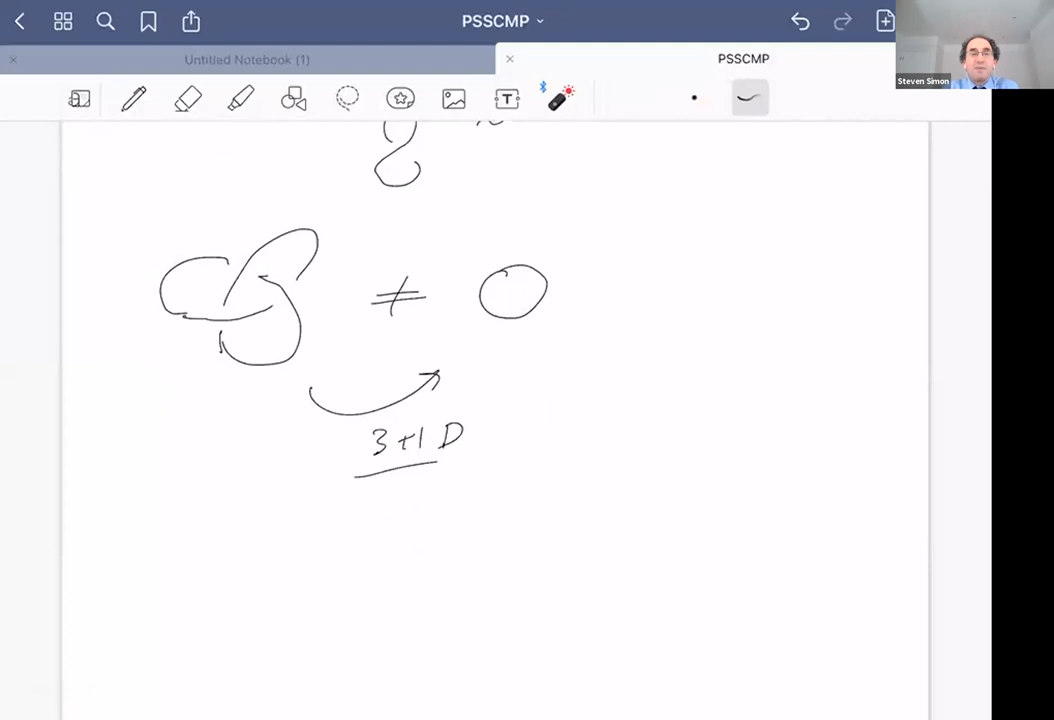 PSSCMP
Untitled Notebook (1)
PSSCMP
Steven Simon
T
≠
3+1 D